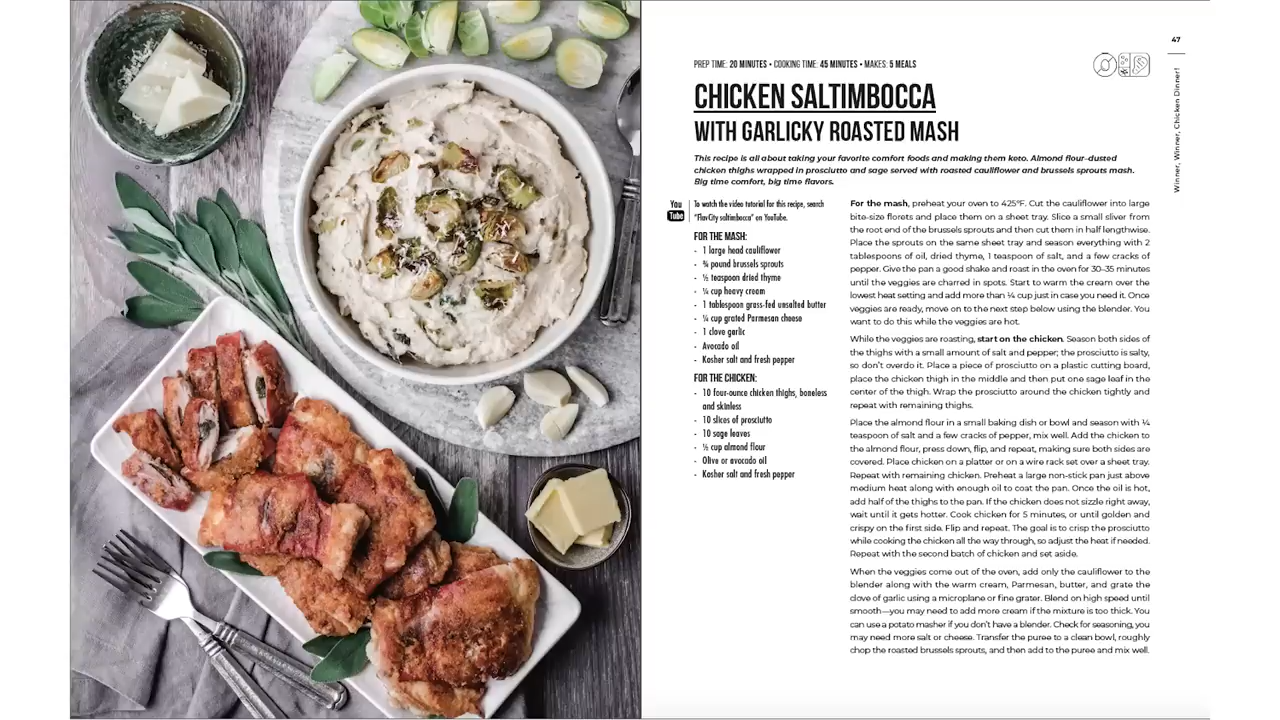 47
Winner, Winner, Chicken Dinner!
PREP TIME: 20 MINUTES • COOKING TIME: 45 MINUTES • MAKES: 5 MEALS
CHICKEN SALTIMBOCCA
WITH GARLICKY ROASTED MASH
This recipe is all about taking your favorite comfort foods and making them keto. Almond flour–dusted
chicken thighs wrapped in prosciutto and sage served with roasted cauliflower and brussels sprouts mash.
Big time comfort, big time flavors.
You
Tube
To watch the video tutorial for this recipe, search
"FlavCity saltimbocca" on YouTube.
FOR THE MASH:
- 1 large head cauliflower
- ¾ pound brussels sprouts
- ½ teaspoon dried thyme
- ¼ cup heavy cream
- 1 tablespoon grass-fed unsalted butter
- ¼ cup grated Parmesan cheese
- 1 clove garlic
- Avocado oil
- Kosher salt and fresh pepper
FOR THE CHICKEN:
- 10 four-ounce chicken thighs, boneless
and skinless
- 10 slices of prosciutto
- 10 sage leaves
- ½ cup almond flour
- Olive or avocado oil
- Kosher salt and fresh pepper
For the mash, preheat your oven to 425°F. Cut the cauliflower into large
bite-size florets and place them on a sheet tray. Slice a small sliver from
the root end of the brussels sprouts and then cut them in half lengthwise.
Place the sprouts on the same sheet tray and season everything with 2
tablespoons of oil, dried thyme, 1 teaspoon of salt, and a few cracks of
pepper. Give the pan a good shake and roast in the oven for 30–35 minutes
until the veggies are charred in spots. Start to warm the cream over the
lowest heat setting and add more than ¼ cup just in case you need it. Once
veggies are ready, move on to the next step below using the blender. You
want to do this while the veggies are hot.
While the veggies are roasting, start on the chicken. Season both sides of
the thighs with a small amount of salt and pepper; the prosciutto is salty,
so don't overdo it. Place a piece of prosciutto on a plastic cutting board,
place the chicken thigh in the middle and then put one sage leaf in the
center of the thigh. Wrap the prosciutto around the chicken tightly and
repeat with remaining thighs.
Place the almond flour in a small baking dish or bowl and season with ¼
teaspoon of salt and a few cracks of pepper, mix well. Add the chicken to
the almond flour, press down, flip, and repeat, making sure both sides are
covered. Place chicken on a platter or on a wire rack set over a sheet tray.
Repeat with remaining chicken. Preheat a large non-stick pan just above
medium heat along with enough oil to coat the pan. Once the oil is hot,
add half of the thighs to the pan. If the chicken does not sizzle right away,
wait until it gets hotter. Cook chicken for 5 minutes, or until golden and
crispy on the first side. Flip and repeat. The goal is to crisp the prosciutto
while cooking the chicken all the way through, so adjust the heat if needed.
Repeat with the second batch of chicken and set aside.
When the veggies come out of the oven, add only the cauliflower to the
blender along with the warm cream, Parmesan, butter, and grate the
clove of garlic using a microplane or fine grater. Blend on high speed until
smooth—you may need to add more cream if the mixture is too thick. You
can use a potato masher if you don't have a blender. Check for seasoning, you
may need more salt or cheese. Transfer the puree to a clean bowl, roughly
chop the roasted brussels sprouts, and then add to the puree and mix well.